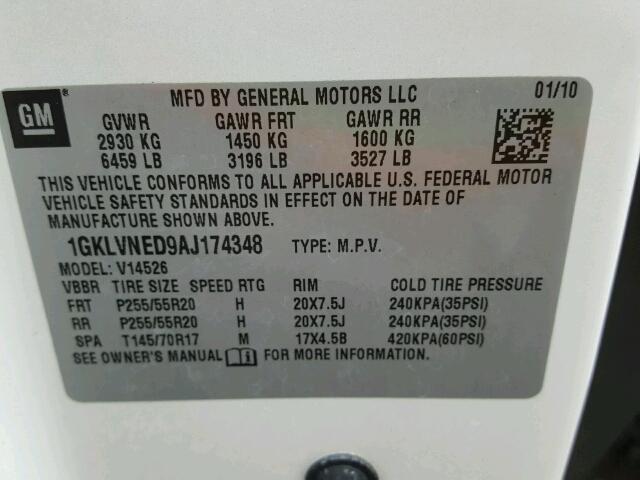 GM
MFD BY GENERAL MOTORS LLC 01/10
GVWR GAWR FRT GAWR RR
2930 KG 1450 KG 1600 KG
6459 LB 3196 LB 3527 LB
THIS VEHICLE CONFORMS TO ALL APPLICABLE U.S. FEDERAL MOTOR
VEHICLE SAFETY STANDARDS IN EFFECT ON THE DATE OF
MANUFACTURE SHOWN ABOVE.
1GKLVNED9AJ174348 TYPE: M.P.V.
MODEL: V14526
VBBR TIRE SIZE SPEED RTG RIM COLD TIRE PRESSURE
FRT P255/55R20 H 20X7.5J 240KPA(35PSI)
RR P255/55R20 H 20X7.5J 240KPA(35PSI)
SPA T145/70R17 M 17X4.5B 420KPA(60PSI)
SEE OWNER'S MANUAL FOR MORE INFORMATION.